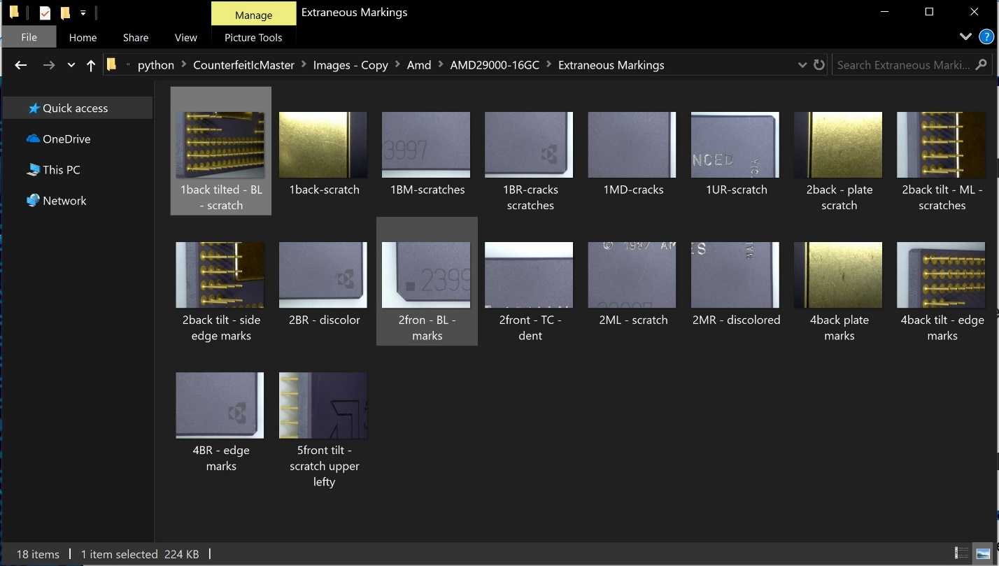 Manage
Extraneous Markings
File
Home
Share
View
Picture Tools
python
CounterfeitIcMaster
Images - Copy
Amd
AMD29000-16GC
Extraneous Markings
Search Extraneous Marki...
Quick access
OneDrive
This PC
Network
3997
NCED
1back tilted - BL
- scratch
1back-scratch
1BM-scratches
1BR-cracks
scratches
1MD-cracks
1UR-scratch
2back - plate
scratch
2back tilt - ML -
scratches
2399
© 1987 AM
ES
2back tilt - side
edge marks
2BR - discolor
2fron - BL -
marks
2front - TC -
dent
2ML - scratch
2MR - discolored
4back plate
marks
4back tilt - edge
marks
4BR - edge
marks
5front tilt -
scratch upper
lefty
18 items
1 item selected 224 KB